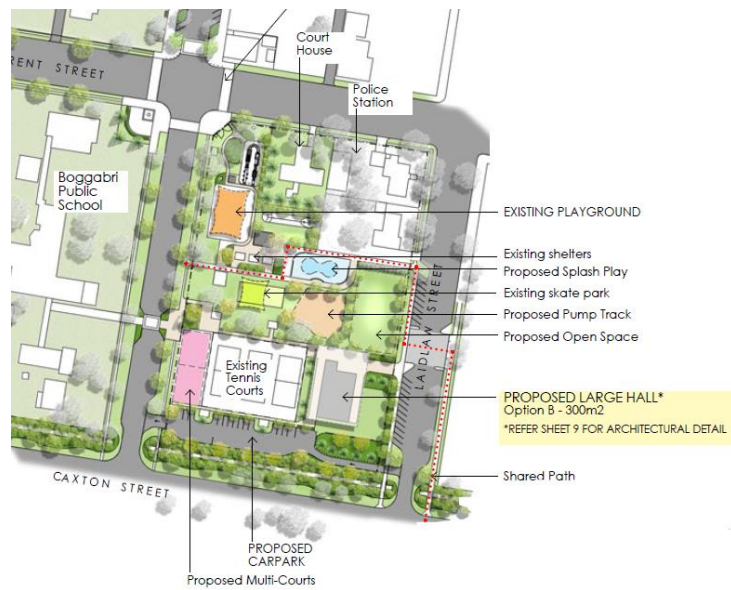 RENT STREET
Court
House
Police
Station
Boggabri
Public
School
EXISTING PLAYGROUND
Existing shelters
Proposed Splash Play
Existing skate park
Proposed Pump Track
Proposed Open Space
LAIDLAW STREET
Existing
Tennis
Courts
PROPOSED LARGE HALL*
Option B - 300m2
*REFER SHEET 9 FOR ARCHITECTURAL DETAIL
Shared Path
CAXTON STREET
PROPOSED
CARPARK
Proposed Multi-Courts